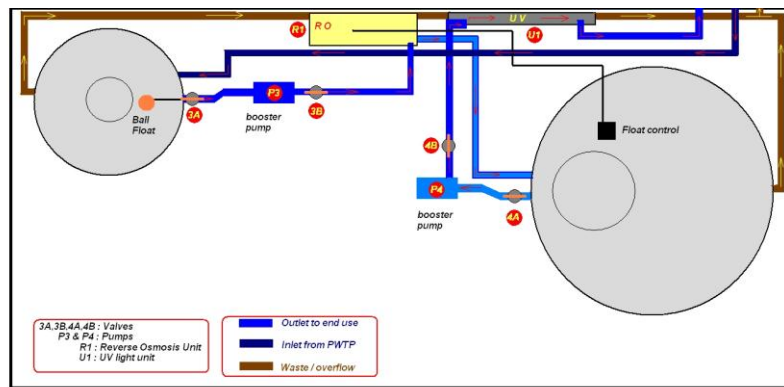 R1
R O
U V
U1
P3
3A
3B
Ball
Float
booster
pump
Float control
4B
P4
4A
booster
pump
3A,3B,4A,4B : Valves
P3 & P4 : Pumps
R1 : Reverse Osmosis Unit
U1 : UV light unit
Outlet to end use
Inlet from PWTP
Waste / overflow